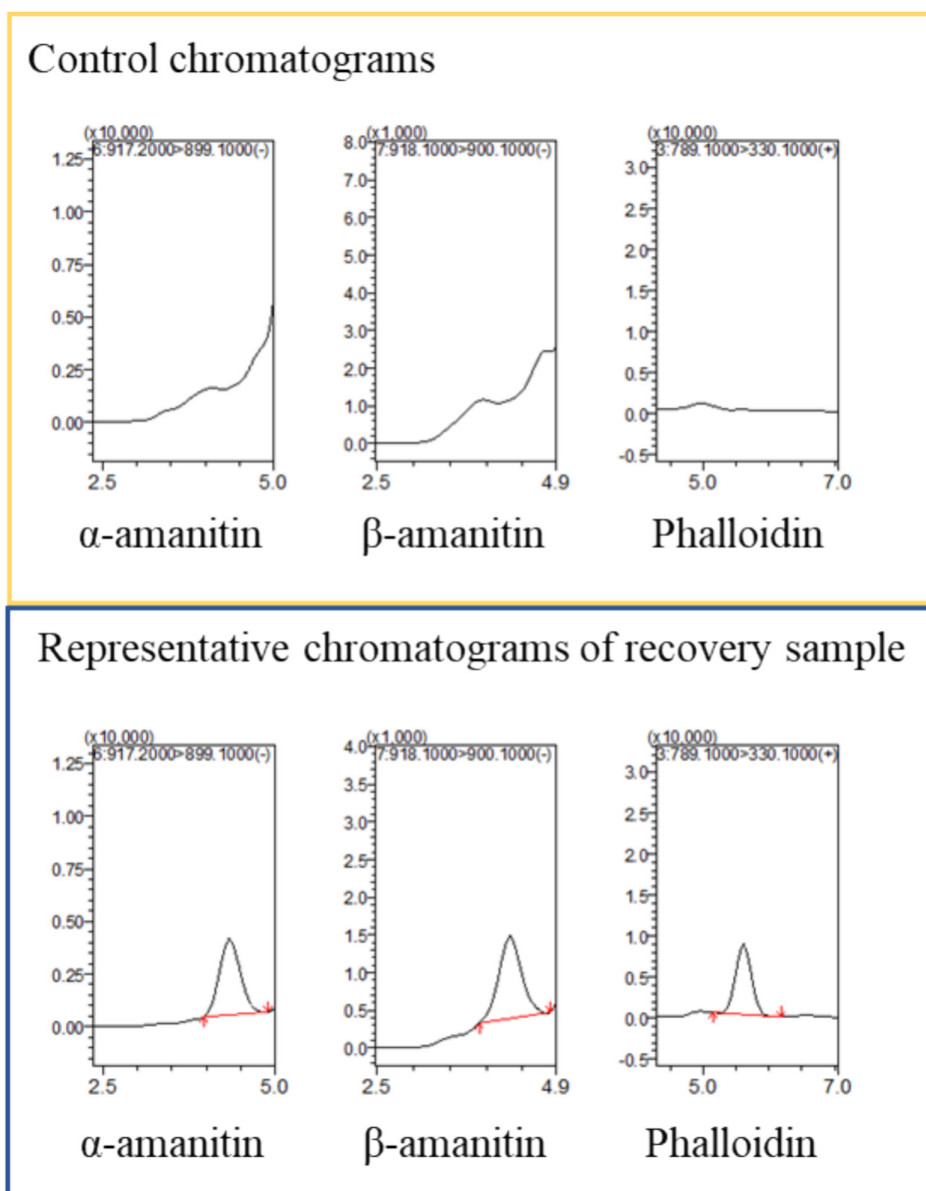 Control chromatograms
(x10,000) (x1,000) (x10,000)
6:917.2000>899.1000(-) 7:918.1000>900.1000(-) 3:789.1000>330.1000(+)
1.25 8.0 3.0
1.00 7.0 2.5
0.75 6.0 2.0
0.50 5.0 1.5
0.25 4.0 1.0
0.00 3.0 0.5
2.0 0.0
1.0 -0.5
0.0
2.5 5.0 2.5 4.9 5.0 7.0
α-amanitin β-amanitin Phalloidin
Representative chromatograms of recovery sample
(x10,000) (x1,000) (x10,000)
6:917.2000>899.1000(-) 7:918.1000>900.1000(-) 3:789.1000>330.1000(+)
1.25 4.0 3.0
1.00 3.5 2.5
0.75 3.0 2.0
0.50 2.5 1.5
0.25 2.0 1.0
0.00 1.5 0.5
1.0 0.0
0.5 -0.5
0.0
2.5 5.0 2.5 4.9 5.0 7.0
α-amanitin β-amanitin Phalloidin